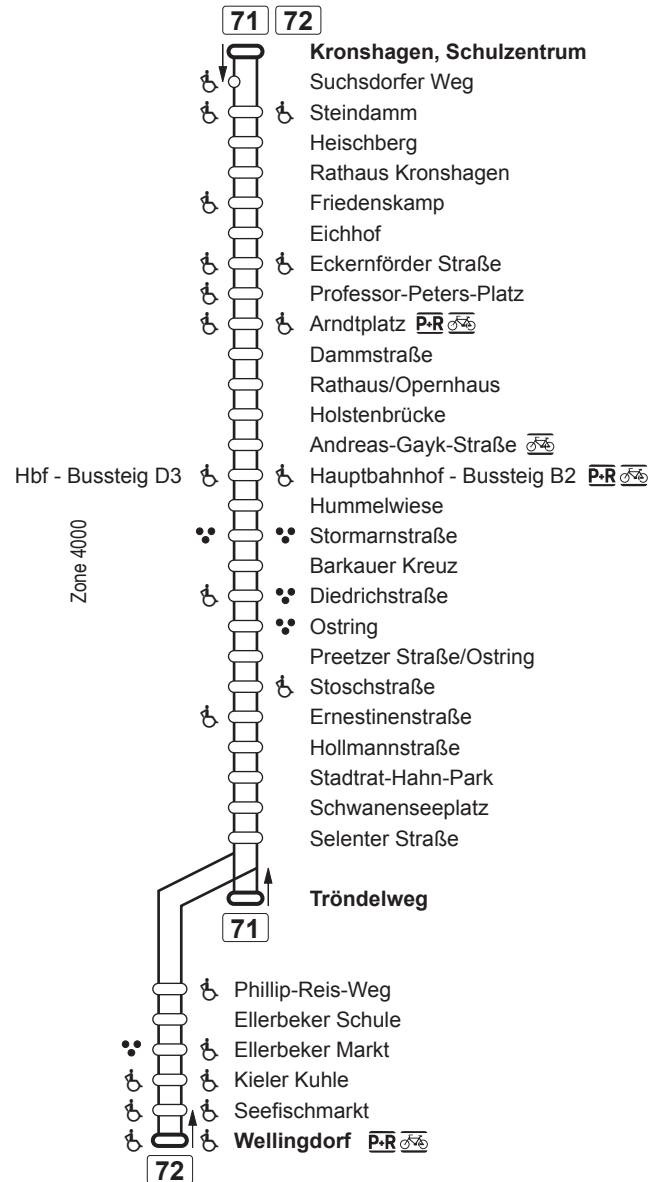 71 72
Kronshagen, Schulzentrum
Suchsdorfer Weg
Steindamm
Heischberg
Rathaus Kronshagen
Friedenskamp
Eichhof
Eckernförder Straße
Professor-Peters-Platz
Arndtplatz P+R
Dammstraße
Rathaus/Opernhaus
Holstenbrücke
Andreas-Gayk-Straße
Hbf - Bussteig D3 Hauptbahnhof - Bussteig B2 P+R
Hummelwiese
Stormarnstraße
Zone 4000
Barkauer Kreuz
Diedrichstraße
Ostring
Preetzer Straße/Ostring
Stoschstraße
Ernestinenstraße
Hollmannstraße
Stadtrat-Hahn-Park
Schwanenseeplatz
Selenter Straße
Tröndelweg
71
Phillip-Reis-Weg
Ellerbeker Schule
Ellerbeker Markt
Kieler Kuhle
Seefischmarkt
Wellingdorf P+R
72